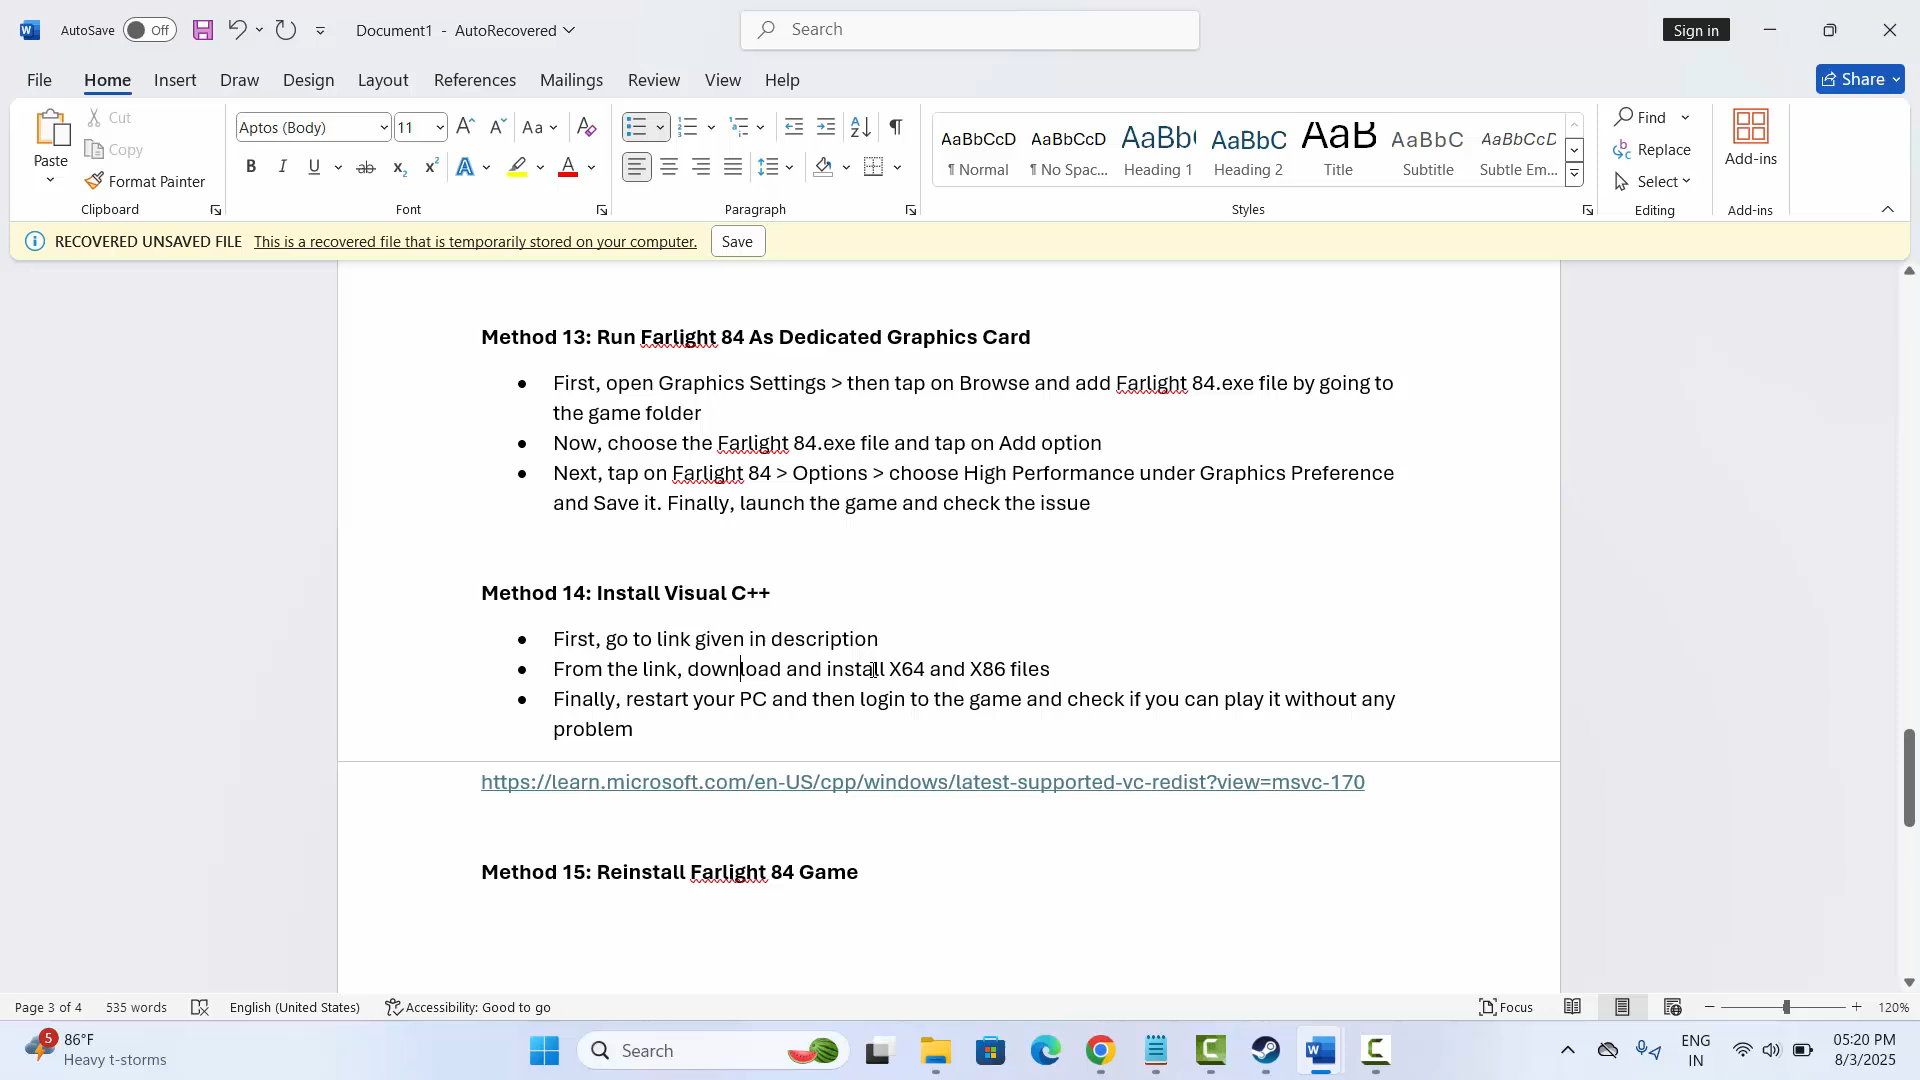 AutoSave Off Document1 - AutoRecovered Search Sign in
File Home Insert Draw Design Layout References Mailings Review View Help Share
Paste Cut Copy Format Painter Clipboard
Aptos (Body) 11 Font
Paragraph
AaBbCcD AaBbCcD AaBb( AaBbC AaB AaBbC AaBbCcD
¶ Normal ¶ No Spac... Heading 1 Heading 2 Title Subtitle Subtle Em...
Styles
Find Replace Select Editing
Add-ins Add-ins
RECOVERED UNSAVED FILE This is a recovered file that is temporarily stored on your computer. Save
Method 13: Run Farlight 84 As Dedicated Graphics Card
• First, open Graphics Settings > then tap on Browse and add Farlight 84.exe file by going to
the game folder
• Now, choose the Farlight 84.exe file and tap on Add option
• Next, tap on Farlight 84 > Options > choose High Performance under Graphics Preference
and Save it. Finally, launch the game and check the issue
Method 14: Install Visual C++
• First, go to link given in description
• From the link, download and install X64 and X86 files
• Finally, restart your PC and then login to the game and check if you can play it without any
problem
https://learn.microsoft.com/en-US/cpp/windows/latest-supported-vc-redist?view=msvc-170
Method 15: Reinstall Farlight 84 Game
Page 3 of 4 535 words English (United States) Accessibility: Good to go Focus 120%
5 86°F
Heavy t-storms
Search
ENG
IN
05:20 PM
8/3/2025